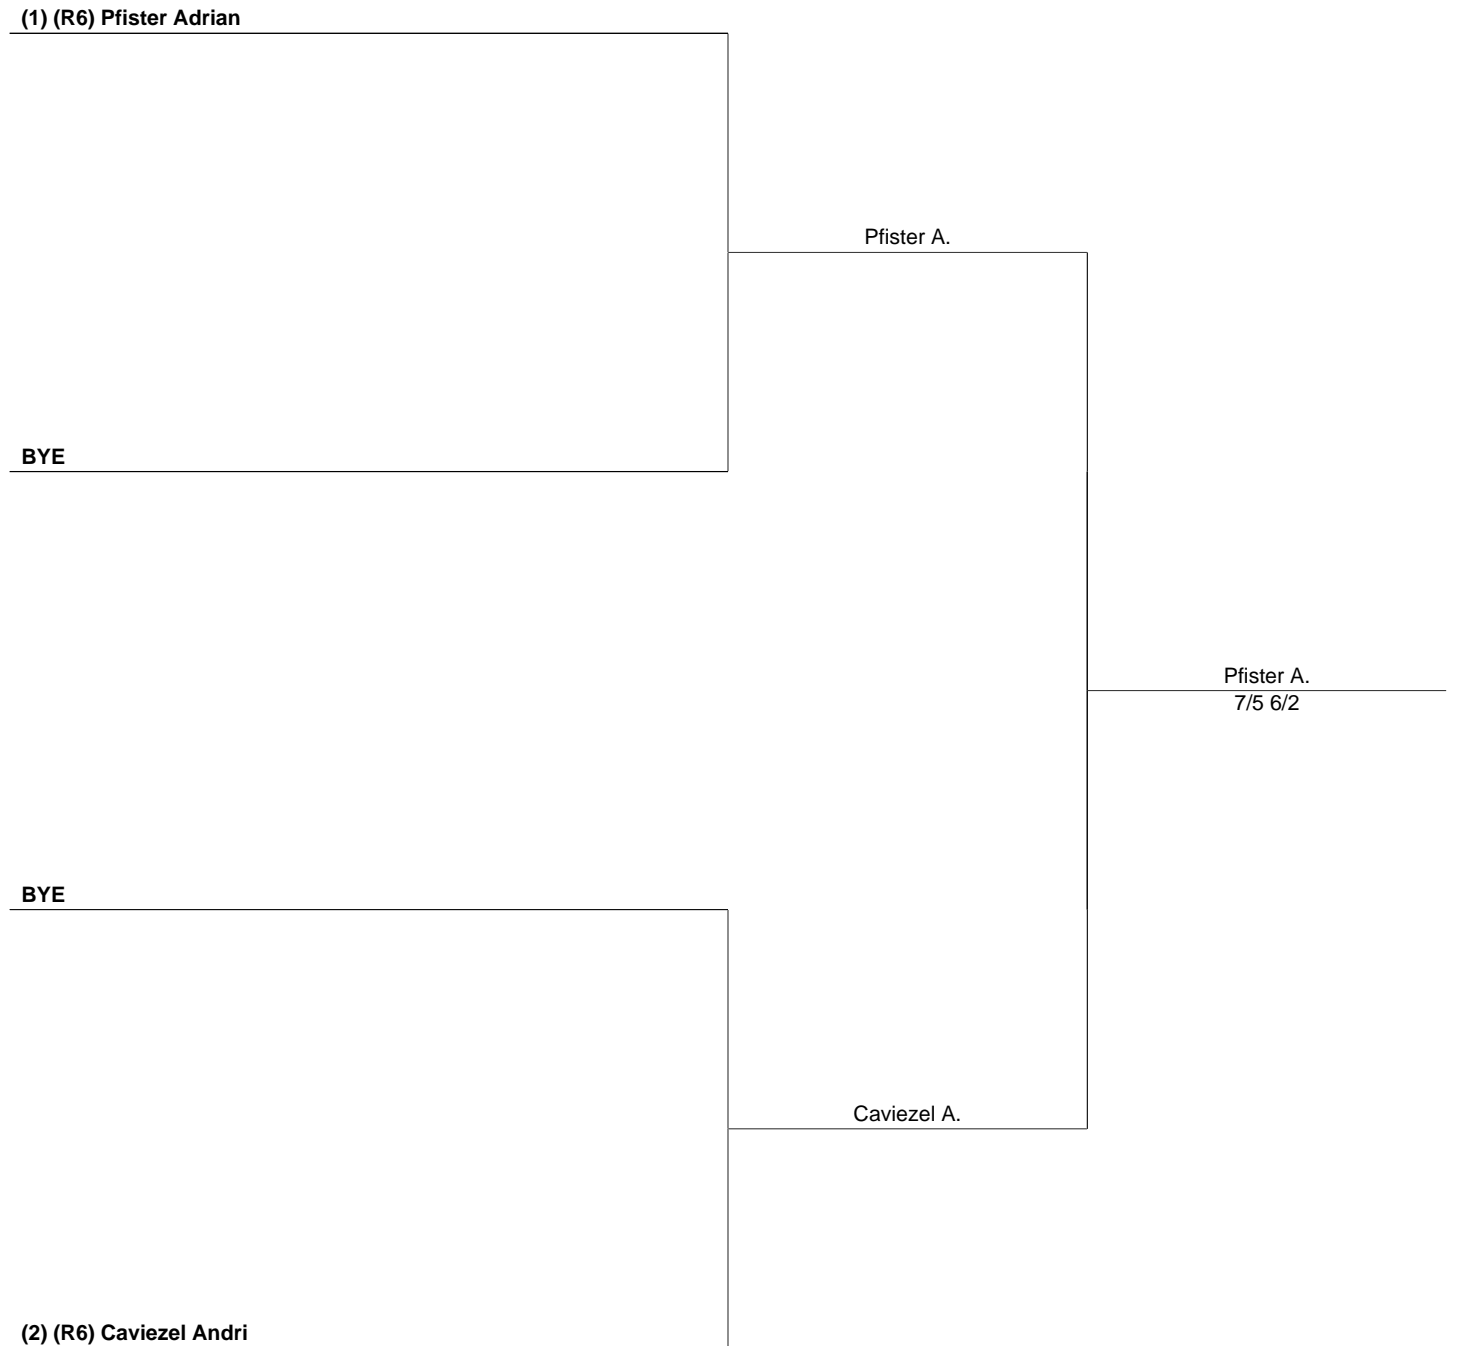 (1) (R6) Pfister Adrian
Pfister A.
BYE
Pfister A.
7/5 6/2
BYE
Caviezel A.
(2) (R6) Caviezel Andri